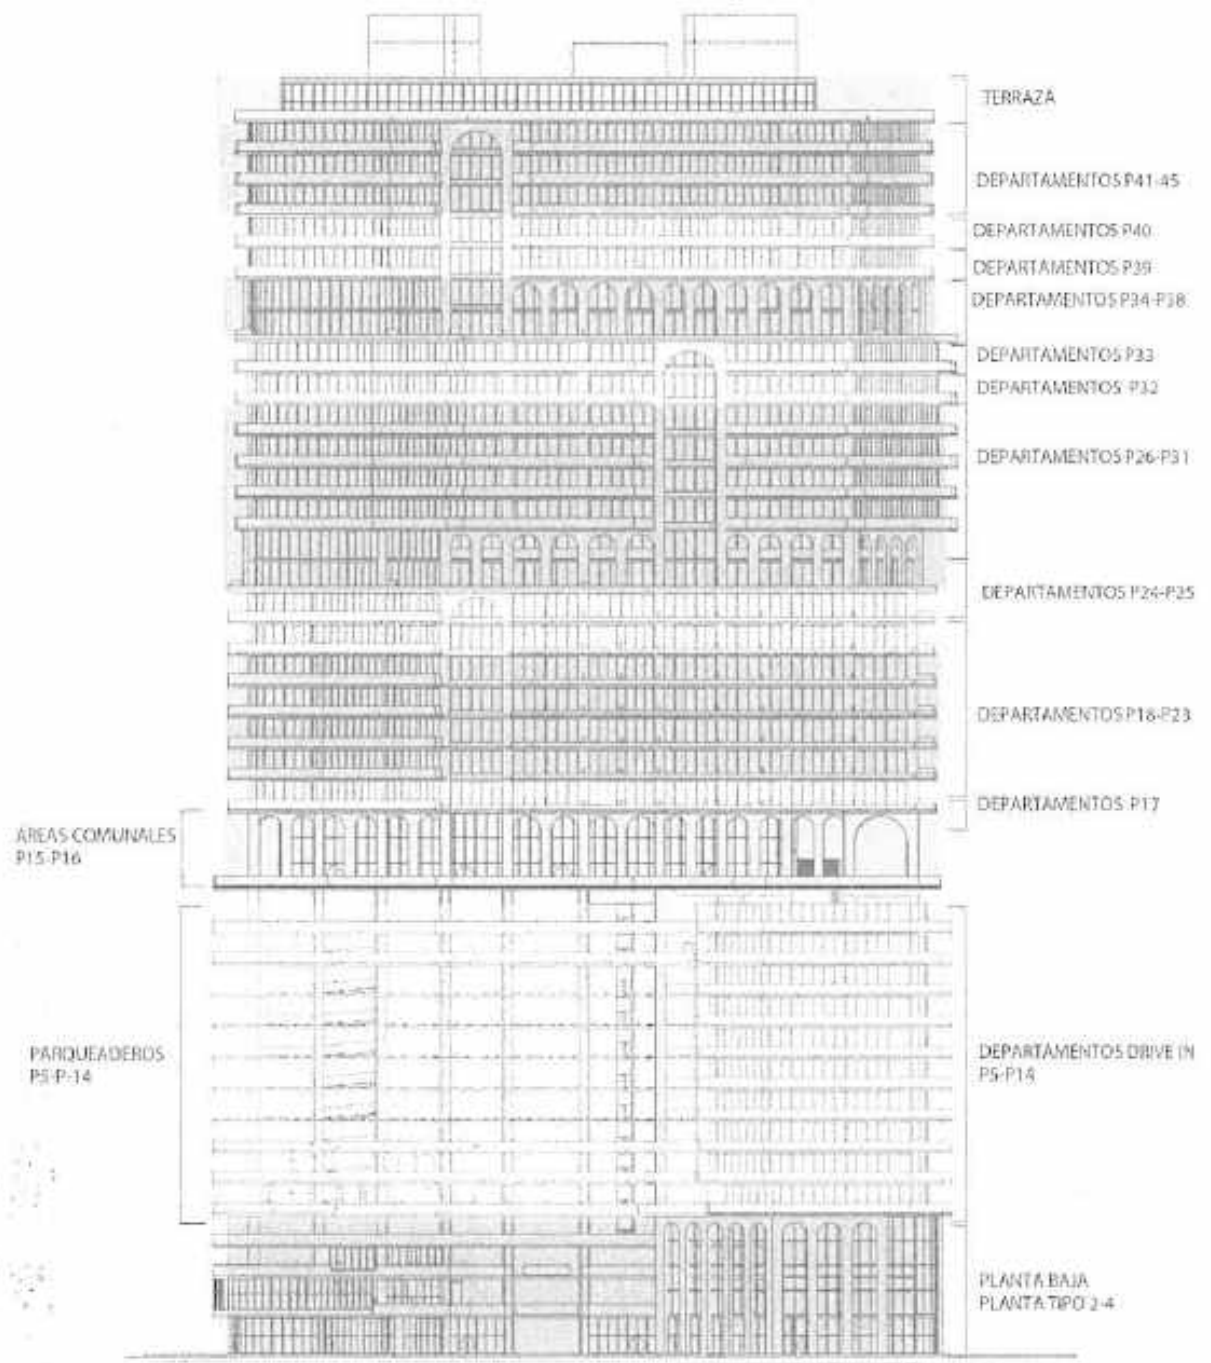 TERRAZA
DEPARTAMENTOS P41-45
DEPARTAMENTOS P40
DEPARTAMENTOS P39
DEPARTAMENTOS P34-P38
DEPARTAMENTOS P33
DEPARTAMENTOS P32
DEPARTAMENTOS P26-P31
DEPARTAMENTOS P24-P25
DEPARTAMENTOS P18-P23
DEPARTAMENTOS P17
AREAS COMUNALES
P15-P16
PARQUEADEROS
P5-P-14
DEPARTAMENTOS DRIVE IN
P5-P14
PLANTA BAJA
PLANTA TIPO 2-4